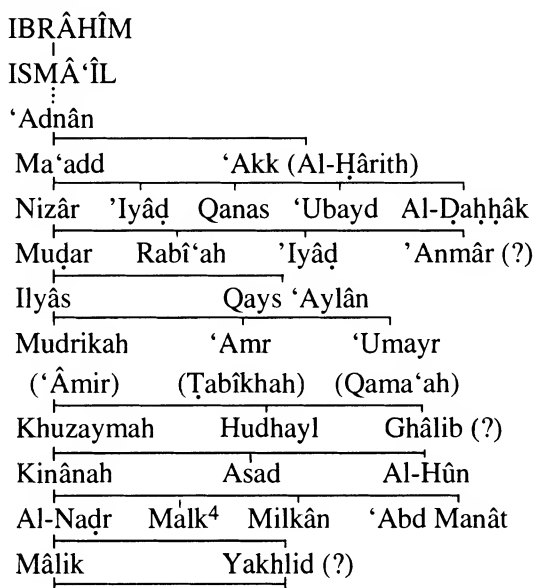 IBRÂHÎM
ISMÂ‘ÎL
‘Adnân
Ma‘add ‘Akk (Al-Ḥârith)
Nizâr ’Iyâḍ Qanas ‘Ubayd Al-Ḍaḥḥâk
Muḍar Rabî‘ah ’Iyâḍ ’Anmâr (?)
Ilyâs Qays ‘Aylân
Mudrikah ‘Amr ‘Umayr
(‘Âmir) (Ṭabîkhah) (Qama‘ah)
Khuzaymah Hudhayl Ghâlib (?)
Kinânah Asad Al-Hûn
Al-Naḍr Mâlk⁴ Milkân ‘Abd Manât
Mâlik Yakhlid (?)